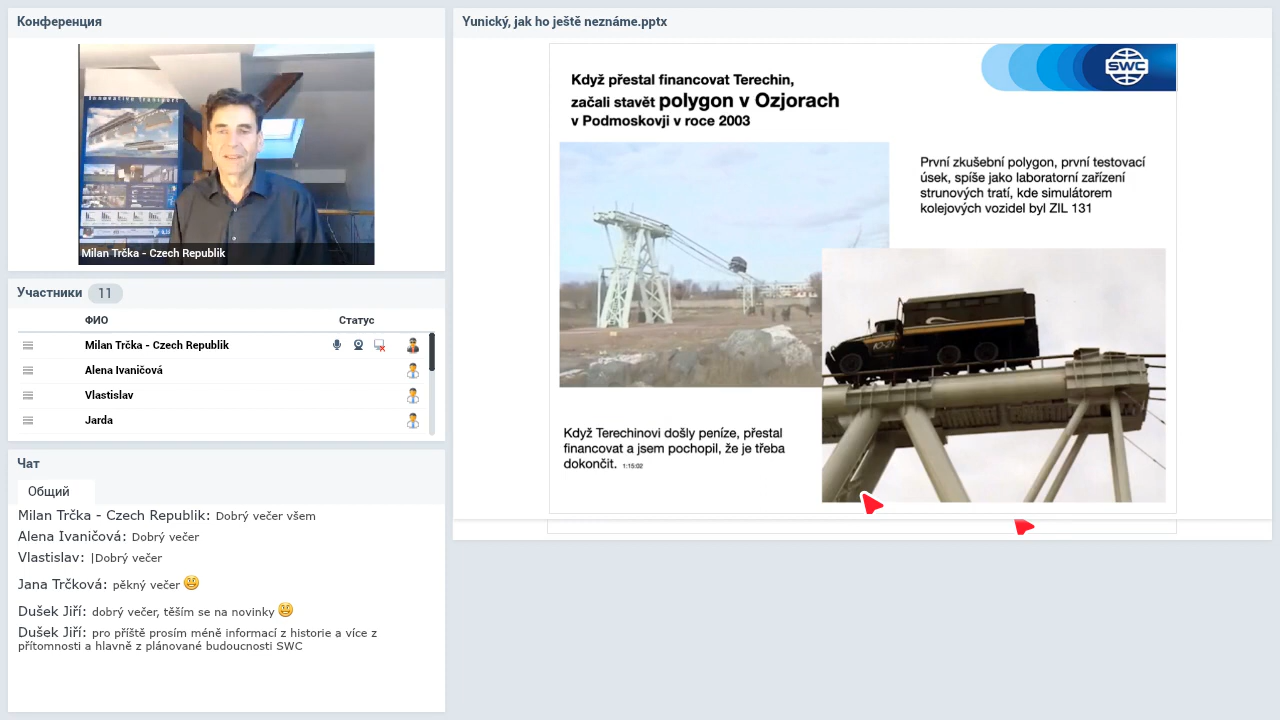 Конференция
Innovative Transport
Milan Trčka - Czech Republik
Участники 11
ФИО Статус
Milan Trčka - Czech Republik
Alena Ivaničová
Vlastislav
Jarda
Чат
Общий
Milan Trčka - Czech Republik: Dobrý večer všem
Alena Ivaničová: Dobrý večer
Vlastislav: |Dobrý večer
Jana Trčková: pěkný večer
Dušek Jiří: dobrý večer, těším se na novinky
Dušek Jiří: pro příště prosím méně informací z historie a více z
přítomnosti a hlavně z plánované budoucnosti SWC
Yunický, jak ho ještě neznáme.pptx
SWC
Když přestal financovat Terechin,
začali stavět polygon v Ozjorach
v Podmoskovji v roce 2003
První zkušební polygon, první testovací
úsek, spíše jako laboratorní zařízení
strunových tratí, kde simulátorem
kolejových vozidel byl ZIL 131
Když Terechinovi došly peníze, přestal
financovat a jsem pochopil, že je třeba
dokončit. 1:15:02